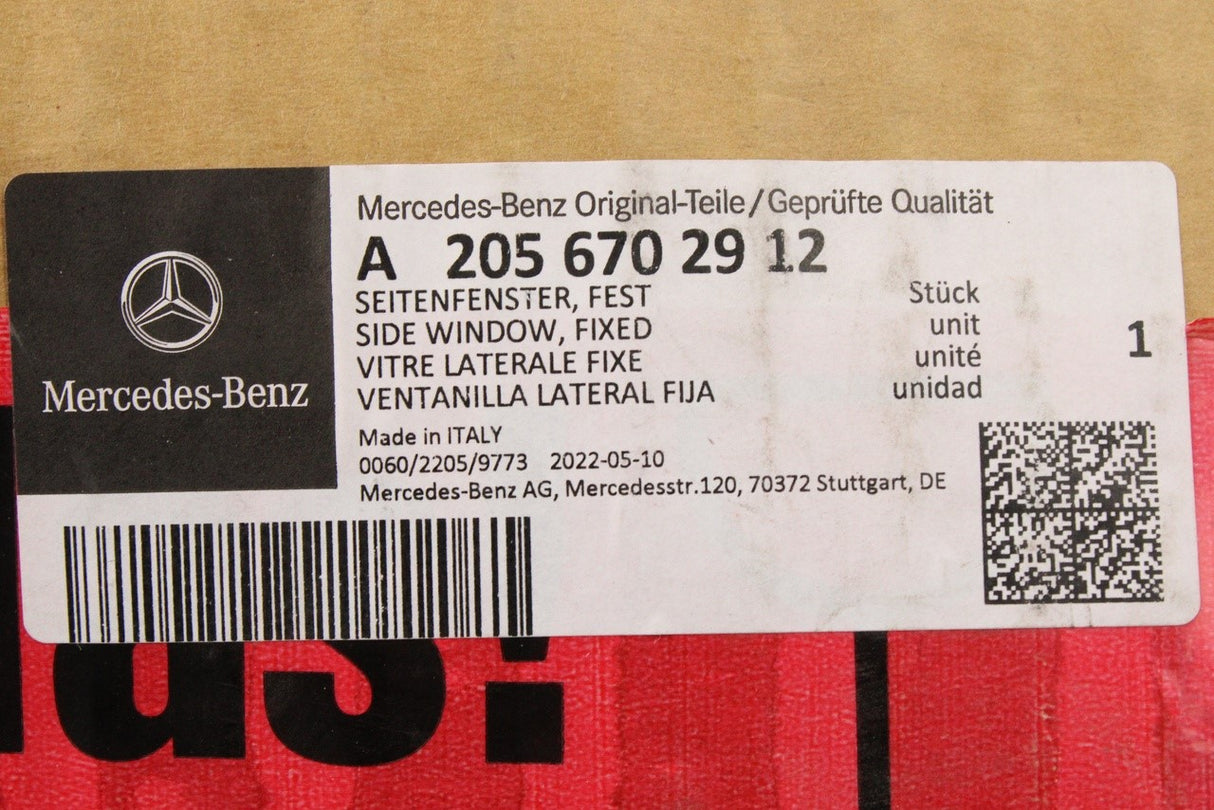 Mercedes-Benz
Mercedes-Benz Original-Teile/Geprüfte Qualität
A 205 670 29 12
SEITENFENSTER, FEST
SIDE WINDOW, FIXED
VITRE LATERALE FIXE
VENTANILLA LATERAL FIJA
Stück
unit
unité
unidad
1
Made in ITALY
0060/2205/9773 2022-05-10
Mercedes-Benz AG, Mercedesstr.120, 70372 Stuttgart, DE